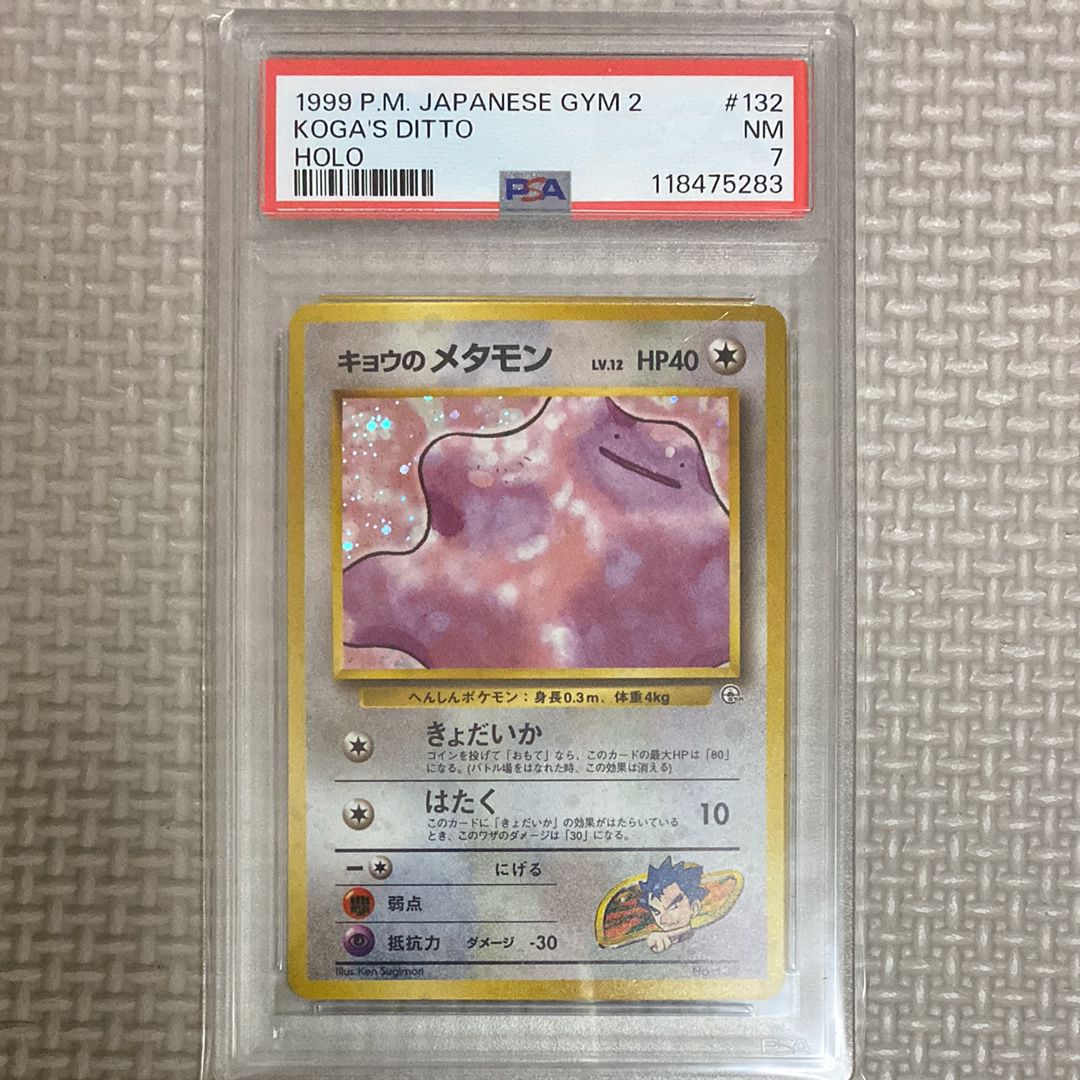 1999 P.M. JAPANESE GYM 2 #132
KOGA'S DITTO NM
HOLO 7
PSA 118475283
キョウのメタモン LV.12 HP40
へんしんポケモン：身長0.3m、体重4kg
きょだいか
コインを投げて「おもて」なら、このカードの最大HPは「80」
になる。(バトル場をはなれた時、この効果は消える)
はたく 10
このカードに「きょだいか」の効果がはたらいている
とき、このワザのダメージは「30」になる。
にげる
弱点
抵抗力 ダメージ -30
Illus.Ken Sugimori
PSA